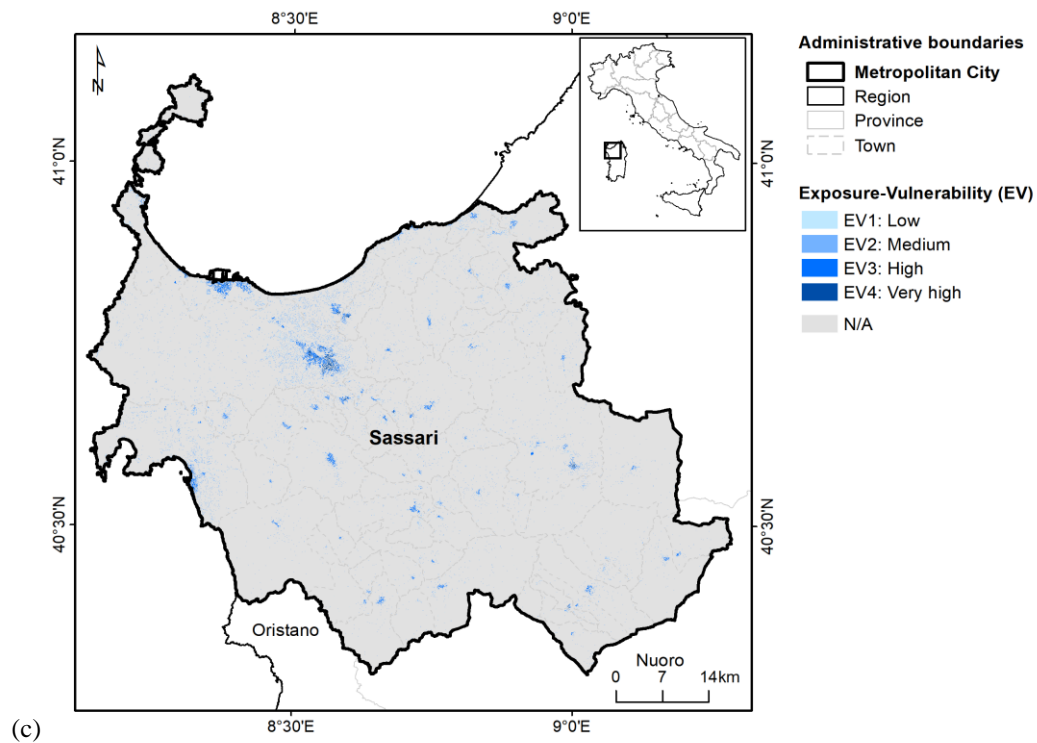 8°30'E 9°0'E
N
41°0'N
41°0'N
Sassari
40°30'N
40°30'N
Oristano
Nuoro
0 7 14km
(c)
8°30'E 9°0'E
Administrative boundaries
Metropolitan City
Region
Province
Town
Exposure-Vulnerability (EV)
EV1: Low
EV2: Medium
EV3: High
EV4: Very high
N/A